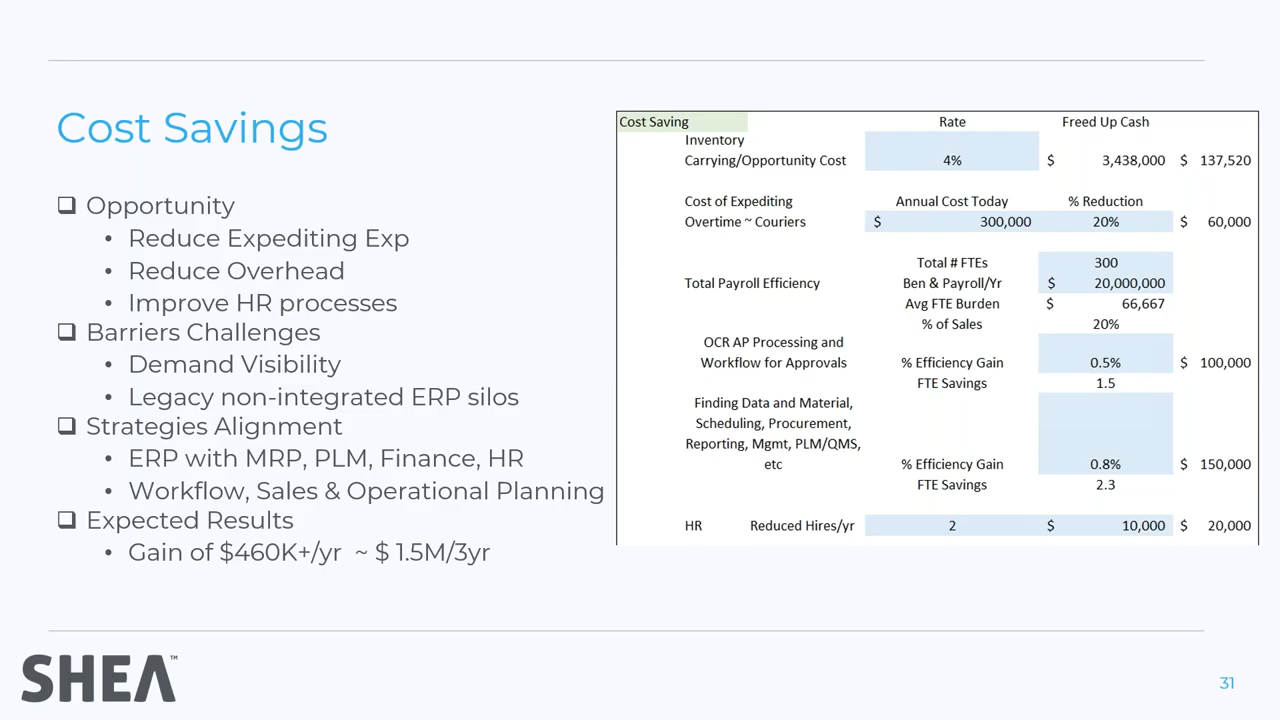 Cost Savings
❑ Opportunity
• Reduce Expediting Exp
• Reduce Overhead
• Improve HR processes
❑ Barriers Challenges
• Demand Visibility
• Legacy non-integrated ERP silos
❑ Strategies Alignment
• ERP with MRP, PLM, Finance, HR
• Workflow, Sales & Operational Planning
❑ Expected Results
• Gain of $460K+/yr ~ $ 1.5M/3yr
Cost Saving Rate Freed Up Cash
Inventory
Carrying/Opportunity Cost 4% $ 3,438,000 $ 137,520
Cost of Expediting Annual Cost Today % Reduction
Overtime ~ Couriers $ 300,000 20% $ 60,000
Total # FTEs 300
Total Payroll Efficiency Ben & Payroll/Yr $ 20,000,000
Avg FTE Burden $ 66,667
% of Sales 20%
OCR AP Processing and
Workflow for Approvals % Efficiency Gain 0.5% $ 100,000
FTE Savings 1.5
Finding Data and Material,
Scheduling, Procurement,
Reporting, Mgmt, PLM/QMS,
etc % Efficiency Gain 0.8% $ 150,000
FTE Savings 2.3
HR Reduced Hires/yr 2 $ 10,000 $ 20,000
SHEA™
31